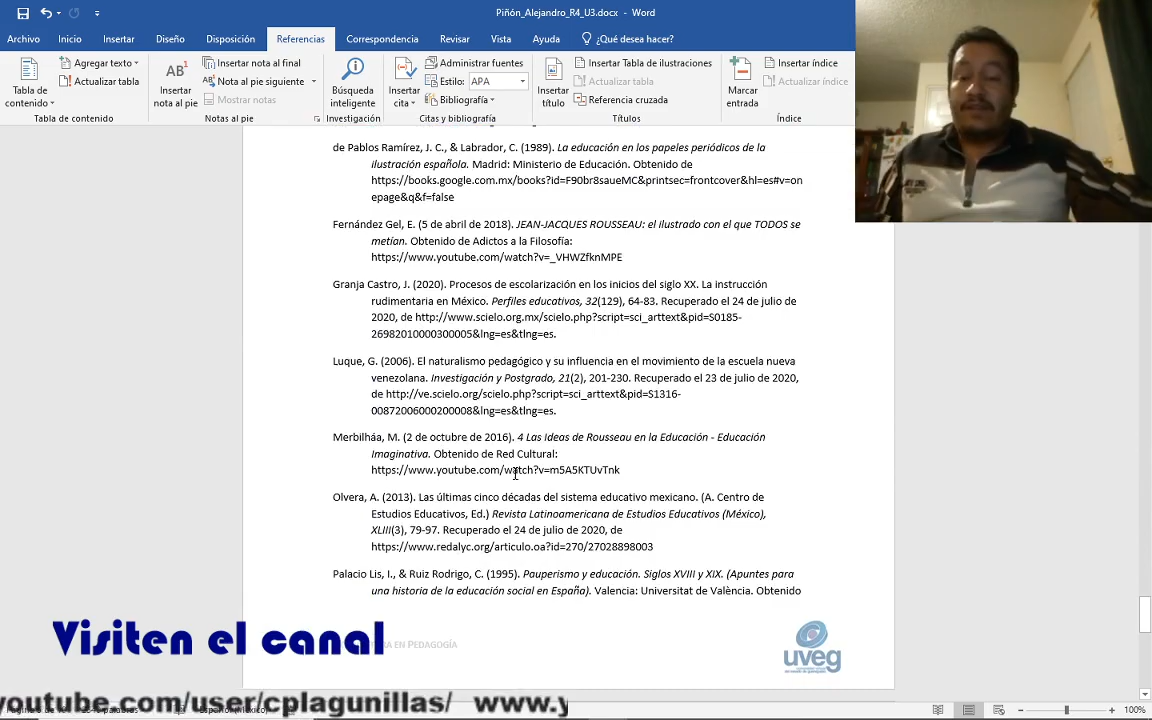 Piñón_Alejandro_R4_U3.docx - Word
Archivo Inicio Insertar Diseño Disposición Referencias Correspondencia Revisar Vista Ayuda ¿Qué desea hacer?
Tabla de contenido
Agregar texto
Actualizar tabla
Tabla de contenido
AB¹
Insertar nota al pie
Insertar nota al final
Nota al pie siguiente
Mostrar notas
Notas al pie
Búsqueda inteligente
Investigación
Insertar cita
Administrar fuentes
Estilo: APA
Bibliografía
Citas y bibliografía
Insertar título
Insertar Tabla de ilustraciones
Actualizar tabla
Referencia cruzada
Títulos
Marcar entrada
Insertar índice
Actualizar índice
Índice
de Pablos Ramírez, J. C., & Labrador, C. (1989). La educación en los papeles periódicos de la
ilustración española. Madrid: Ministerio de Educación. Obtenido de
https://books.google.com.mx/books?id=F90br8saueMC&printsec=frontcover&hl=es#v=on
epage&q&f=false
Fernández Gel, E. (5 de abril de 2018). JEAN-JACQUES ROUSSEAU: el ilustrado con el que TODOS se
metían. Obtenido de Adictos a la Filosofía:
https://www.youtube.com/watch?v=_VHWZfknMPE
Granja Castro, J. (2020). Procesos de escolarización en los inicios del siglo XX. La instrucción
rudimentaria en México. Perfiles educativos, 32(129), 64-83. Recuperado el 24 de julio de
2020, de http://www.scielo.org.mx/scielo.php?script=sci_arttext&pid=S0185-
26982010000300005&lng=es&tlng=es.
Luque, G. (2006). El naturalismo pedagógico y su influencia en el movimiento de la escuela nueva
venezolana. Investigación y Postgrado, 21(2), 201-230. Recuperado el 23 de julio de 2020,
de http://ve.scielo.org/scielo.php?script=sci_arttext&pid=S1316-
00872006000200008&lng=es&tlng=es.
Merbilháa, M. (2 de octubre de 2016). 4 Las Ideas de Rousseau en la Educación - Educación
Imaginativa. Obtenido de Red Cultural:
https://www.youtube.com/watch?v=m5A5KTUvTnk
Olvera, A. (2013). Las últimas cinco décadas del sistema educativo mexicano. (A. Centro de
Estudios Educativos, Ed.) Revista Latinoamericana de Estudios Educativos (México),
XLIII(3), 79-97. Recuperado el 24 de julio de 2020, de
https://www.redalyc.org/articulo.oa?id=270/27028898003
Palacio Lis, I., & Ruiz Rodrigo, C. (1995). Pauperismo y educación. Siglos XVIII y XIX. (Apuntes para
una historia de la educación social en España). Valencia: Universitat de València. Obtenido
Visiten el canal
EN PEDAGOGÍA
uveg
youtube.com/user/cplagunillas/ www.y
Español (México)
100%